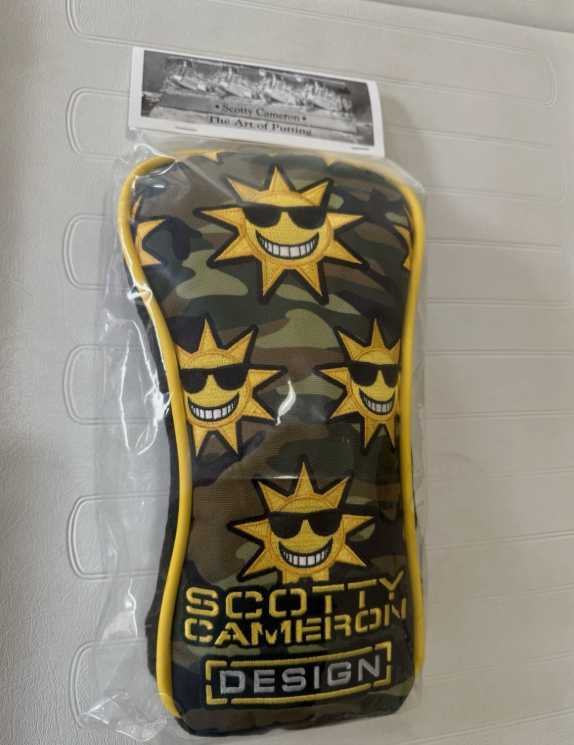 • Scotty Cameron •
The Art of Putting
SCOTTY
CAMERON
DESIGN